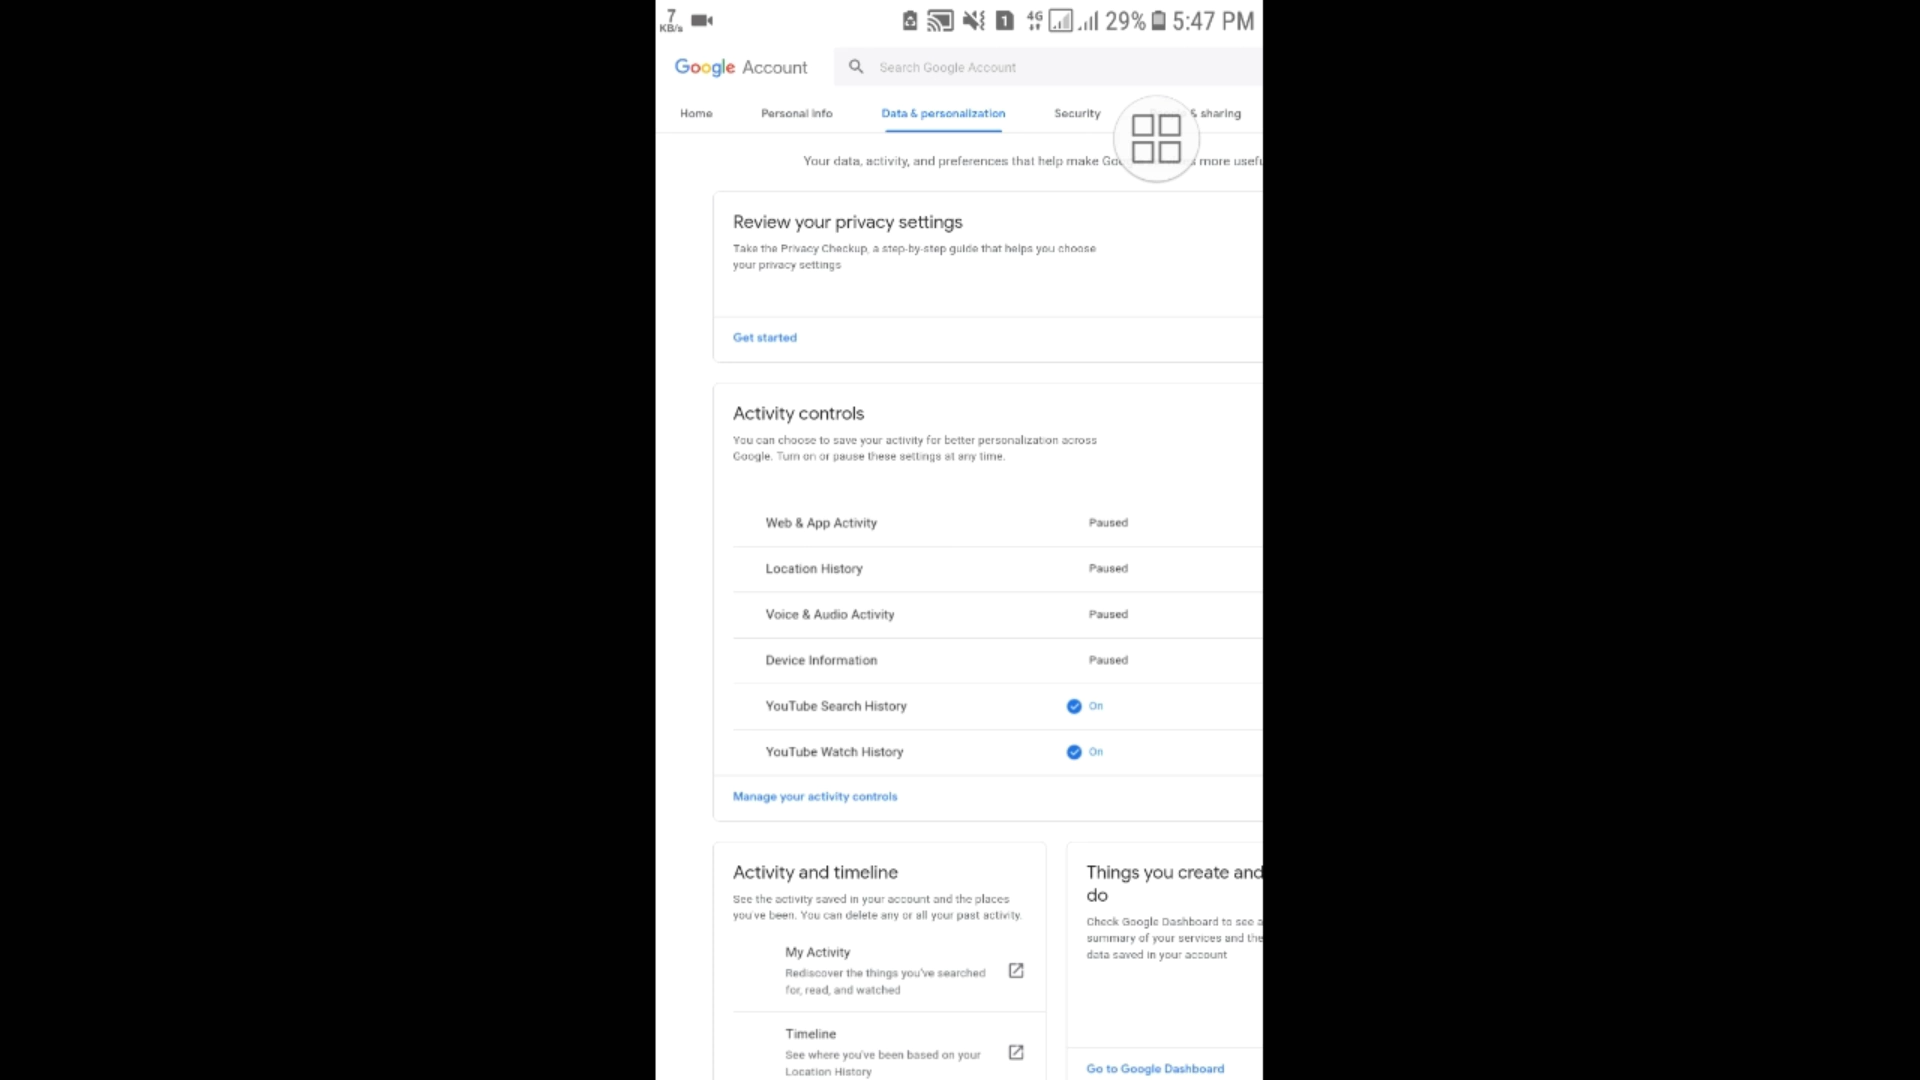 7
KB/s
1 4G 29% 5:47 PM
Google Account
Search Google Account
Home Personal info Data & personalization Security & sharing
Your data, activity, and preferences that help make more
Review your privacy settings
Take the Privacy Checkup, a step-by-step guide that helps you choose
your privacy settings
Get started
Activity controls
You can choose to save your activity for better personalization across
Google. Turn on or pause these settings at any time.
Web & App Activity Paused
Location History Paused
Voice & Audio Activity Paused
Device Information Paused
YouTube Search History On
YouTube Watch History On
Manage your activity controls
Activity and timeline
See the activity saved in your account and the places
you've been. You can delete any or all your past activity.
My Activity
Rediscover the things you've searched
for, read, and watched
Timeline
See where you've been based on your
Location History
Things you create and
do
Check Google Dashboard to see a
summary of your services and the
data saved in your account
Go to Google Dashboard